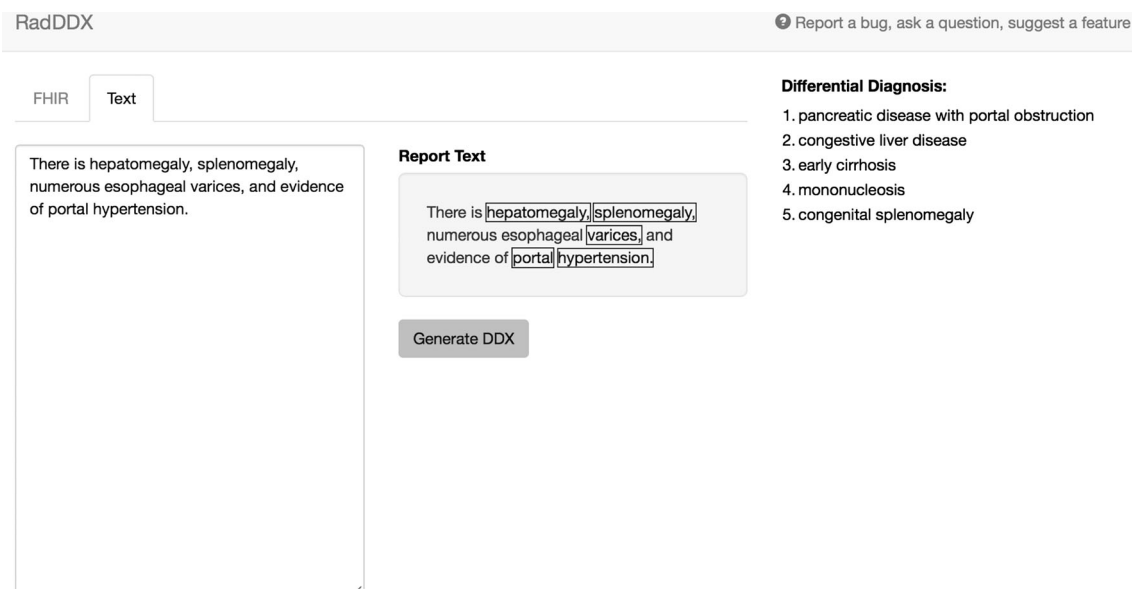 RadDDX
Report a bug, ask a question, suggest a feature
FHIR
Text
There is hepatomegaly, splenomegaly,
numerous esophageal varices, and evidence
of portal hypertension.
Report Text
There is hepatomegaly, splenomegaly,
numerous esophageal varices, and
evidence of portal hypertension.
Generate DDX
Differential Diagnosis:
1. pancreatic disease with portal obstruction
2. congestive liver disease
3. early cirrhosis
4. mononucleosis
5. congenital splenomegaly